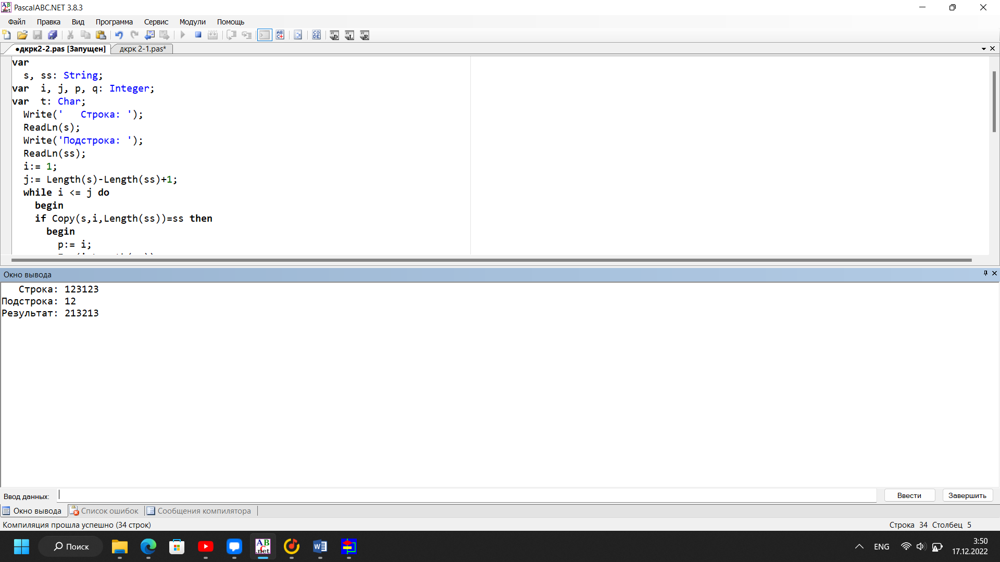 PascalABC.NET 3.8.3
Файл Правка Вид Программа Сервис Модули Помощь
●дкрк2-2.pas [Запущен] дкрк 2-1.pas*
var
  s, ss: String;
var  i, j, p, q: Integer;
var  t: Char;
  Write('   Строка: ');
  ReadLn(s);
  Write('Подстрока: ');
  ReadLn(ss);
  i:= 1;
  j:= Length(s)-Length(ss)+1;
  while i <= j do
    begin
    if Copy(s,i,Length(ss))=ss then
      begin
        p:= i;
Окно вывода
   Строка: 123123
Подстрока: 12
Результат: 213213
Ввод данных: Ввести Завершить
Окно вывода Список ошибок Сообщения компилятора
Компиляция прошла успешно (34 строк) Строка 34 Столбец 5
Поиск ENG 3:50
17.12.2022